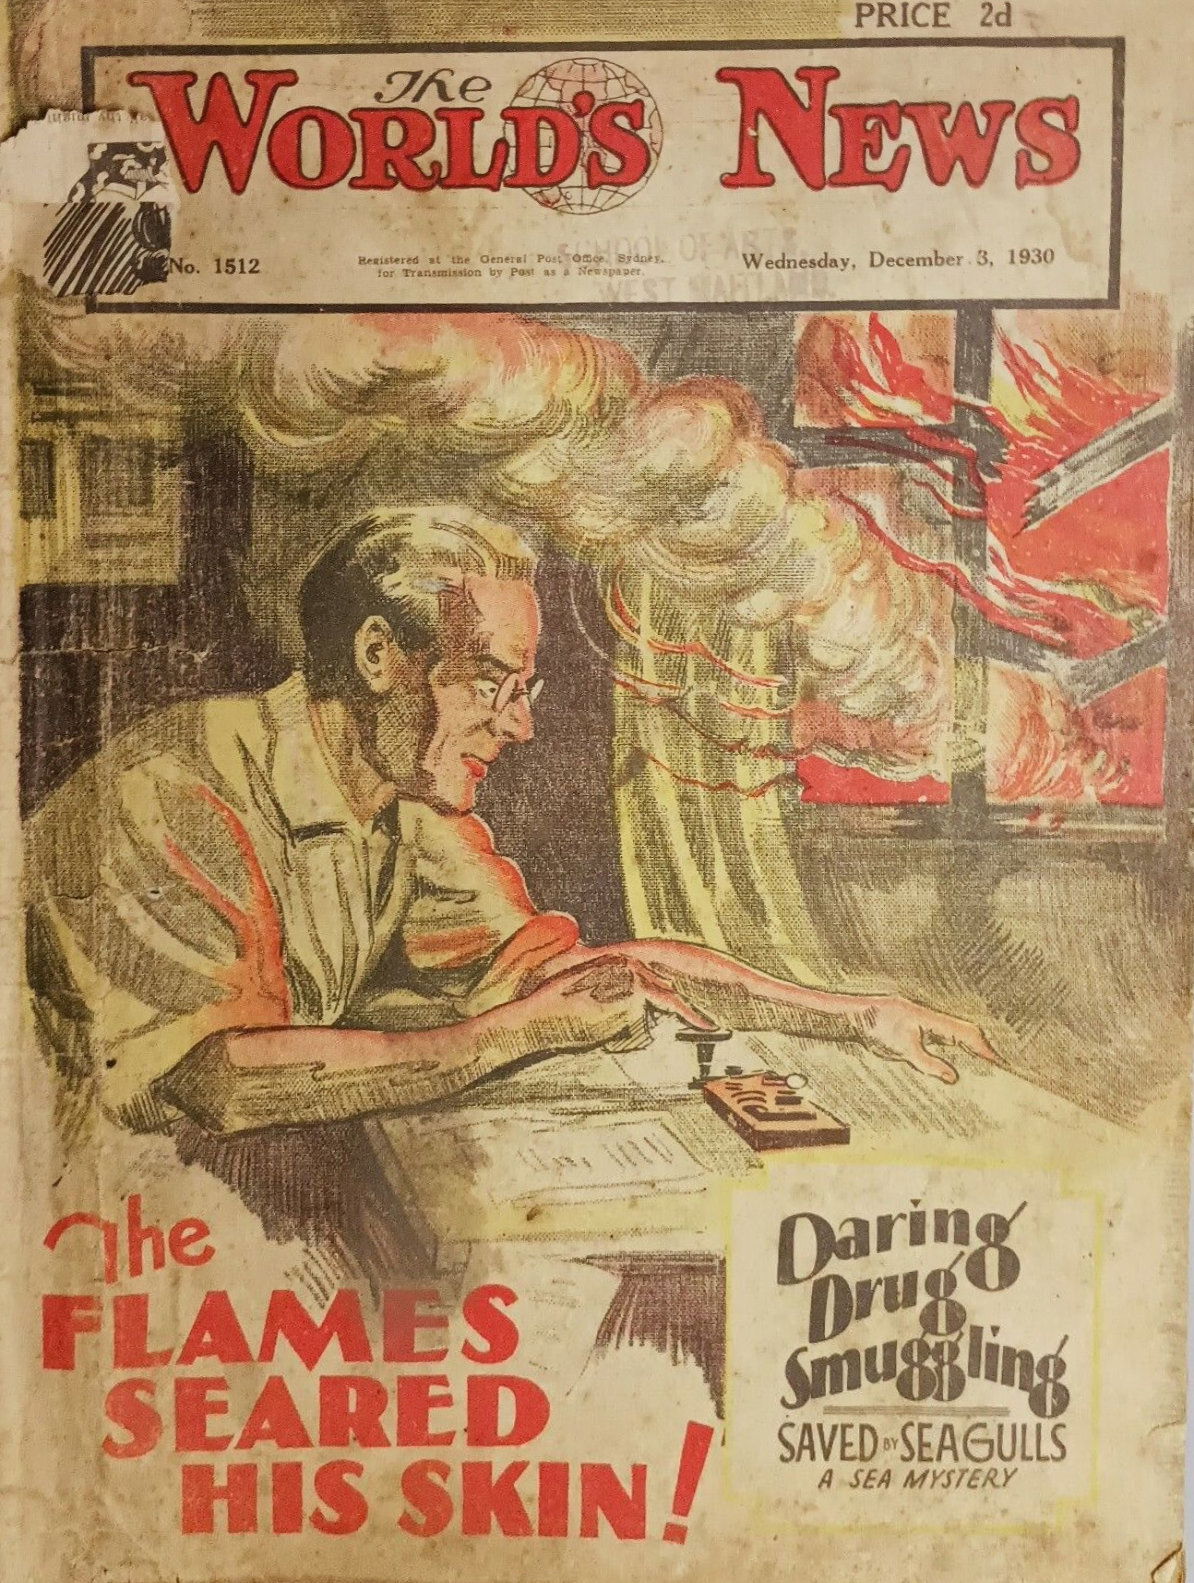 PRICE 2d
The
WORLD'S NEWS
No. 1512
Registered at the General Post Office, Sydney,
for Transmission by Post as a Newspaper.
SCHOOL OF ARTS
WEST MAITLAND
Wednesday, December 3, 1930
The
FLAMES
SEARED
HIS SKIN!
Daring
Drug
Smuggling
SAVED BY SEAGULLS
A SEA MYSTERY